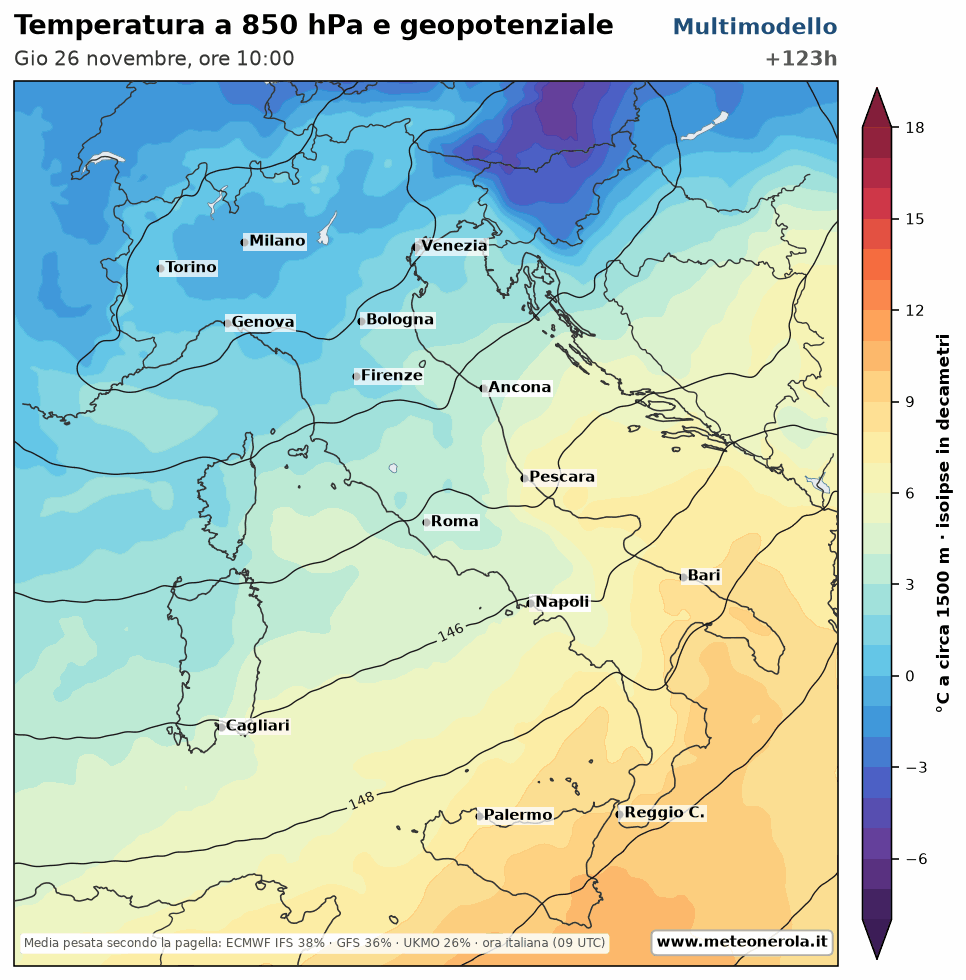 Temperatura a 850 hPa e geopotenziale
Multimodello
Gio 26 novembre, ore 10:00
+123h
Milano
Venezia
Torino
Genova
Bologna
Firenze
Ancona
Pescara
Roma
Bari
Napoli
146
Cagliari
148
Palermo
Reggio C.
18
15
12
9
6
3
0
−3
−6
°C a circa 1500 m · isoipse in decametri
Media pesata secondo la pagella: ECMWF IFS 38% · GFS 36% · UKMO 26% · ora italiana (09 UTC)
www.meteonerola.it